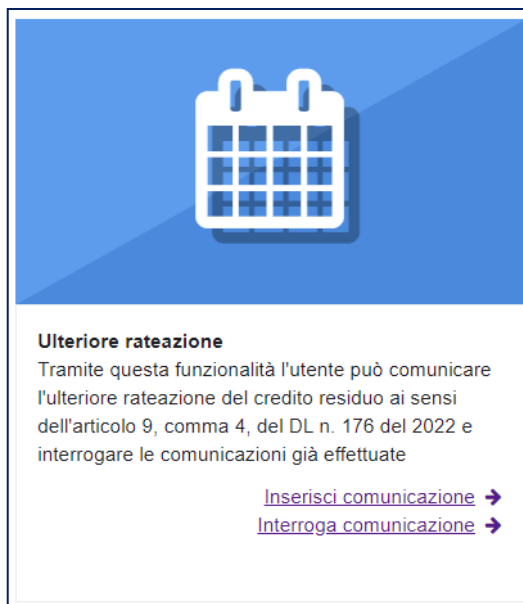 Ulteriore rateazione
Tramite questa funzionalità l'utente può comunicare
l'ulteriore rateazione del credito residuo ai sensi
dell'articolo 9, comma 4, del DL n. 176 del 2022 e
interrogare le comunicazioni già effettuate
Inserisci comunicazione
Interroga comunicazione